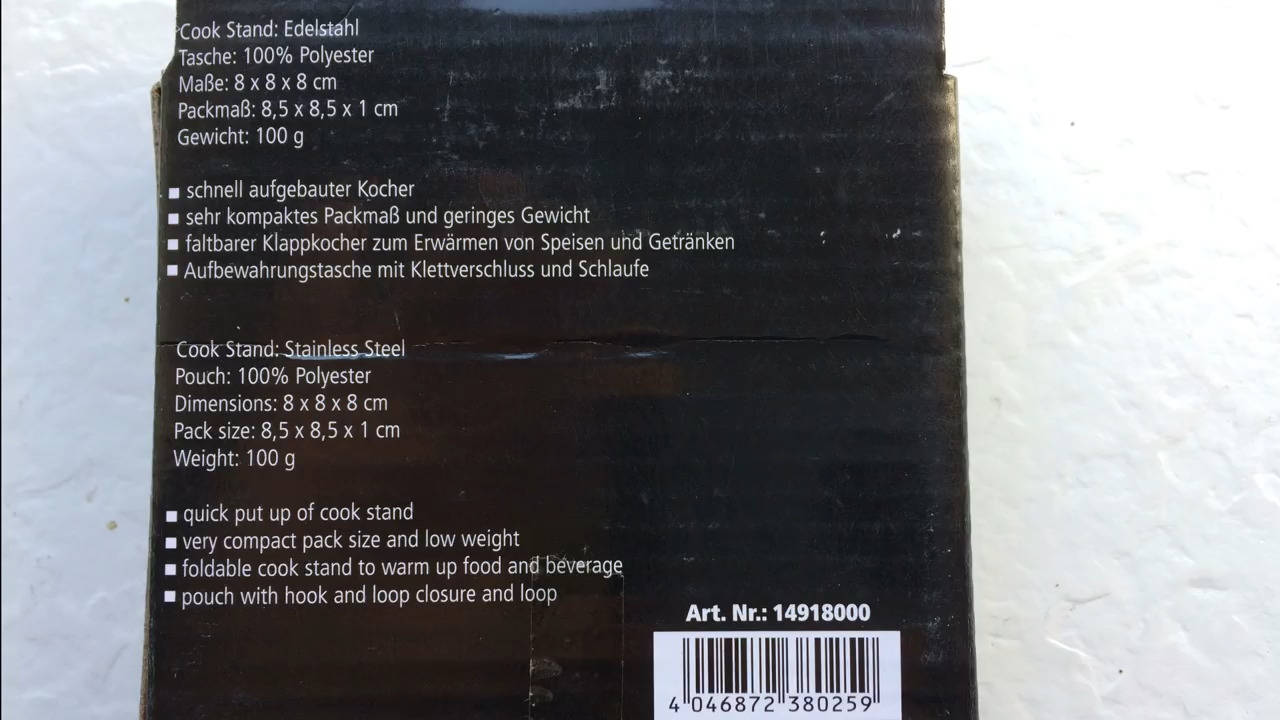 Cook Stand: Edelstahl
Tasche: 100% Polyester
Maße: 8 x 8 x 8 cm
Packmaß: 8,5 x 8,5 x 1 cm
Gewicht: 100 g
■ schnell aufgebauter Kocher
■ sehr kompaktes Packmaß und geringes Gewicht
■ faltbarer Klappkocher zum Erwärmen von Speisen und Getränken
■ Aufbewahrungstasche mit Klettverschluss und Schlaufe
Cook Stand: Stainless Steel
Pouch: 100% Polyester
Dimensions: 8 x 8 x 8 cm
Pack size: 8,5 x 8,5 x 1 cm
Weight: 100 g
■ quick put up of cook stand
■ very compact pack size and low weight
■ foldable cook stand to warm up food and beverage
■ pouch with hook and loop closure and loop
Art. Nr.: 14918000
4 046872 380259